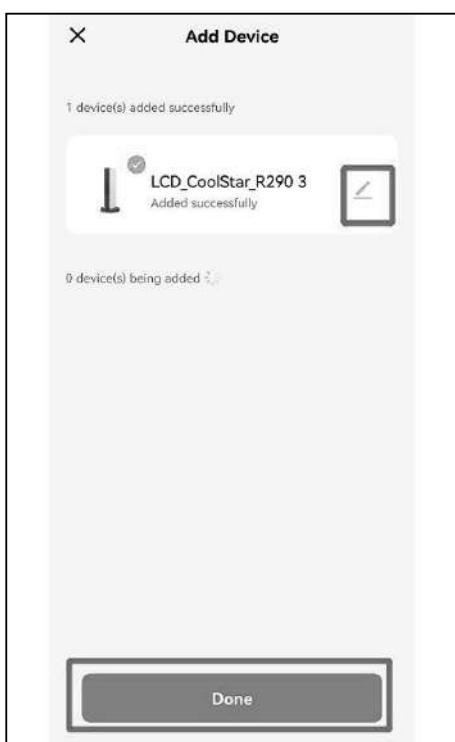 Add Device
1 device(s) added successfully
LCD_CoolStar_R290 3
Added successfully
0 device(s) being added
Done